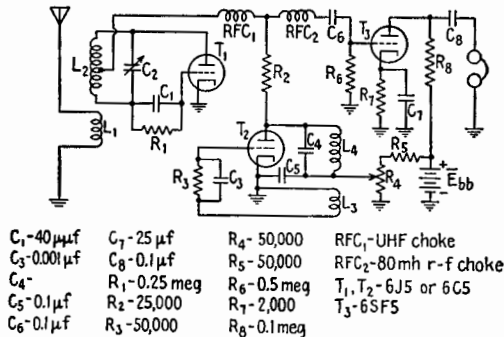 RFC₁
RFC₂
C₆
T₃
C₈
T₁
L₂
C₂
R₂
R₆
R₈
C₁
R₇
C₇
L₁
R₁
T₂
C₄
L₄
R₅
R₃
C₃
C₅
R₄
+
E_bb
-
L₃
C₁-40μμf C₇-25 μf R₄-50,000 RFC₁-UHF choke
C₃-0.001μf C₈-0.1μf R₅-50,000 RFC₂-80mh r-f choke
C₄- R₁-0.25 meg R₆-0.5 meg T₁,T₂-6J5 or 6C5
C₅-0.1μf R₂-25,000 R₇-2,000 T₃-6SF5
C₆-0.1μf R₃-50,000 R₈-0.1meg